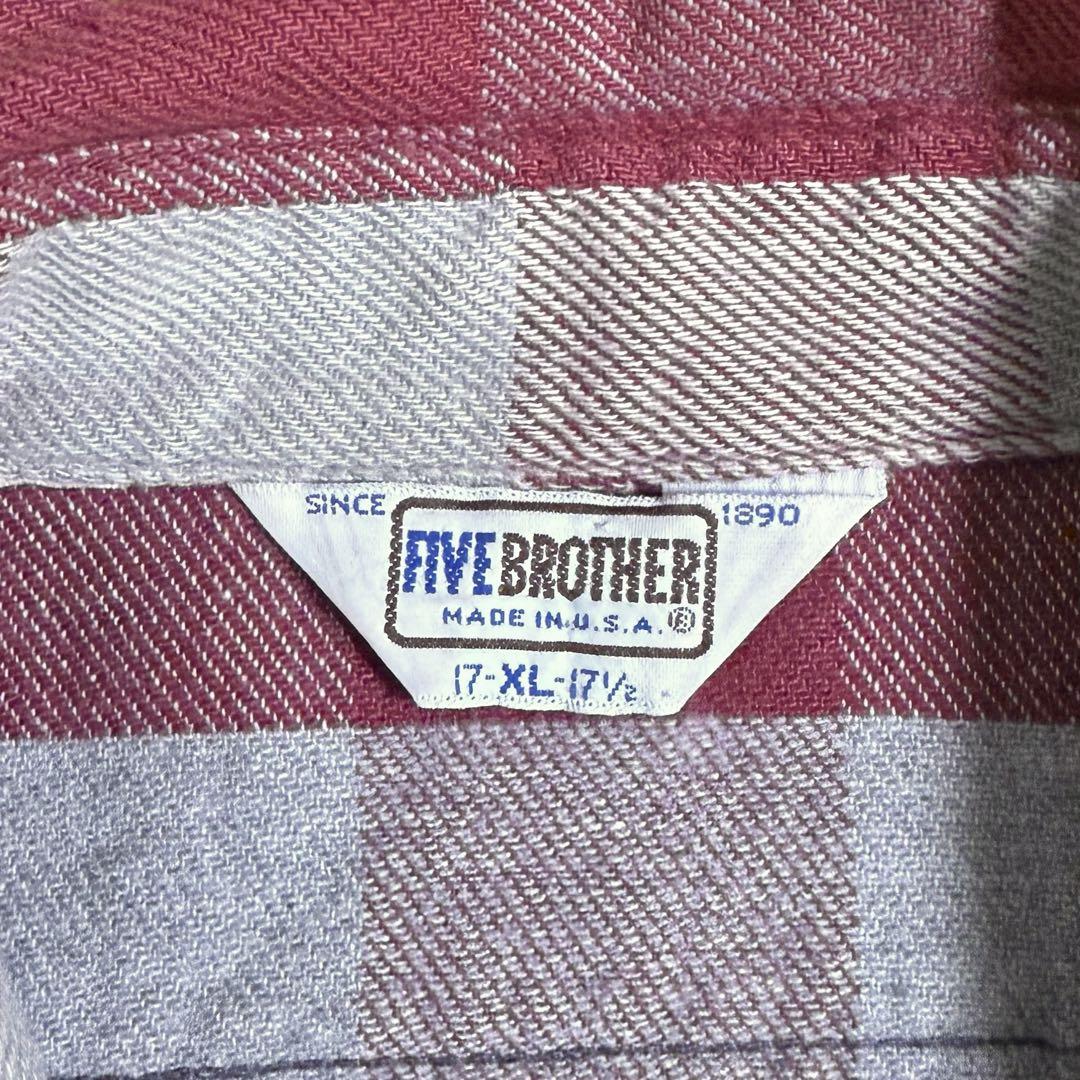 SINCE 1890
FIVE BROTHER
MADE IN U.S.A.®
17-XL-17½